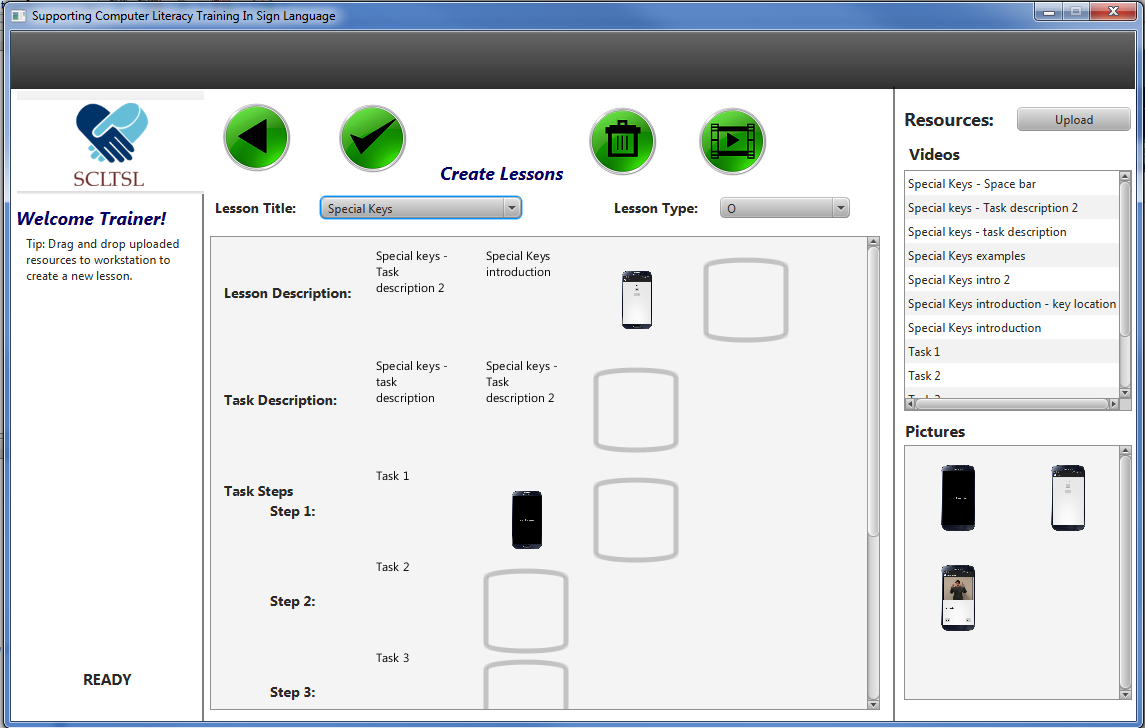 Supporting Computer Literacy Training In Sign Language
SCLTSL
Welcome Trainer!
Tip: Drag and drop uploaded
resources to workstation to
create a new lesson.
READY
Create Lessons
Lesson Title:
Special Keys
Lesson Type:
O
Lesson Description:
Special keys -
Task
description 2
Special Keys
introduction
Task Description:
Special keys -
task
description
Special keys -
Task
description 2
Task Steps
Step 1:
Task 1
Step 2:
Task 2
Step 3:
Task 3
Resources:
Upload
Videos
Special Keys - Space bar
Special keys - Task description 2
Special keys - task description
Special Keys examples
Special Keys intro 2
Special Keys introduction - key location
Special Keys introduction
Task 1
Task 2
Pictures